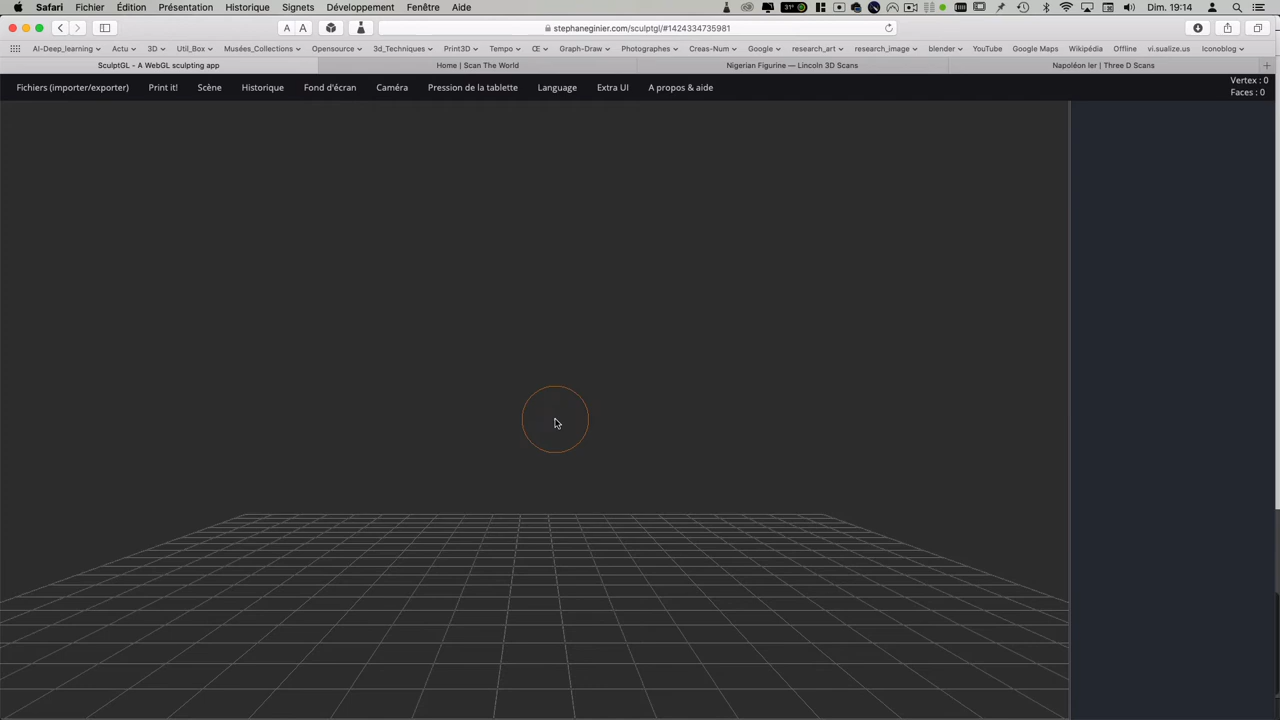 Safari Fichier Édition Présentation Historique Signets Développement Fenêtre Aide 31° Dim. 19:14
A A stephaneginier.com/sculptgl/#1424334735981
AI-Deep_learning Actu 3D Util_Box Musées_Collections Opensource 3d_Techniques Print3D Tempo Œ Graph-Draw Photographes Creas-Num Google research_art research_image blender YouTube Google Maps Wikipédia Offline vi.sualize.us Iconoblog
SculptGL - A WebGL sculpting app Home | Scan The World Nigerian Figurine — Lincoln 3D Scans Napoléon Ier | Three D Scans
Fichiers (importer/exporter) Print it! Scène Historique Fond d'écran Caméra Pression de la tablette Language Extra UI A propos & aide
Vertex : 0
Faces : 0